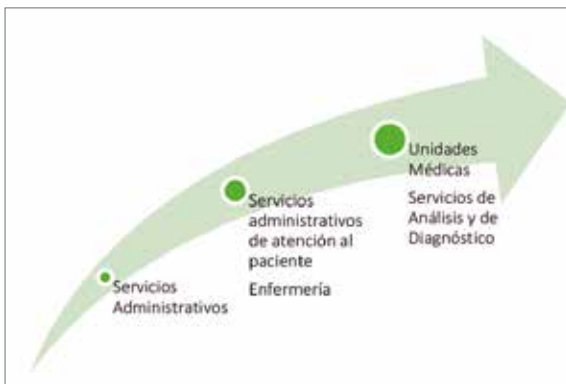 Servicios
Administrativos
Servicios
administrativos
de atención al
paciente
Enfermería
Unidades
Médicas
Servicios de
Análisis y de
Diagnóstico